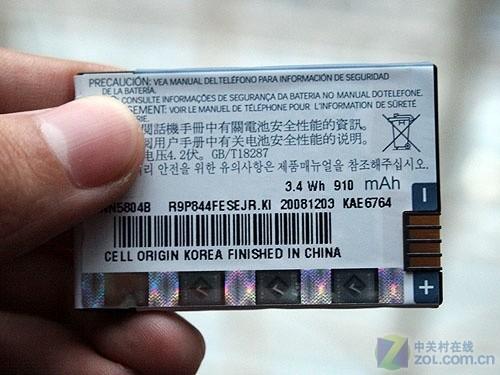 PRECAUCIÓN: VEA MANUAL DEL TELÉFONO PARA INFORMACIÓN DE SEGURIDAD
DE LA BATERÍA.
CONSULTE INFORMAÇÕES DE SEGURANÇA DA BATERIA NO MANUAL DO TELEFONE.
VOIR LE MANUEL DE TÉLÉPHONE POUR L'INFORMATION DE SÛRETÉ
話機手冊中有關電池安全性能的資訊。
用户手册中有关电池安全性能的说明。
电压4.2伏. GB/T18287
안전을 위한 유의사항은 제품매뉴얼을 참조해주십시오
3.4 Wh 910 mAh
5804B R9P844FESEJR.KI 20081203 KAE6764
CELL ORIGIN KOREA FINISHED IN CHINA
–
+
中关村在线
zol.com.cn